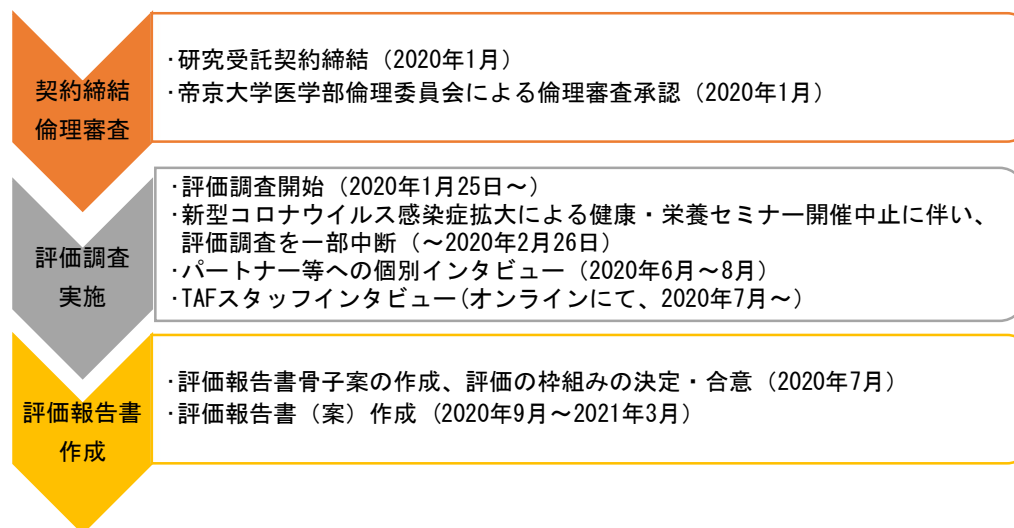 契約締結
倫理審査
・研究受託契約締結（2020年1月）
・帝京大学医学部倫理委員会による倫理審査承認（2020年1月）
評価調査
実施
・評価調査開始（2020年1月25日～）
・新型コロナウイルス感染症拡大による健康・栄養セミナー開催中止に伴い、
評価調査を一部中断（～2020年2月26日）
・パートナー等への個別インタビュー（2020年6月～8月）
・TAFスタッフインタビュー(オンラインにて、2020年7月～）
評価報告書
作成
・評価報告書骨子案の作成、評価の枠組みの決定・合意（2020年7月）
・評価報告書（案）作成（2020年9月～2021年3月）